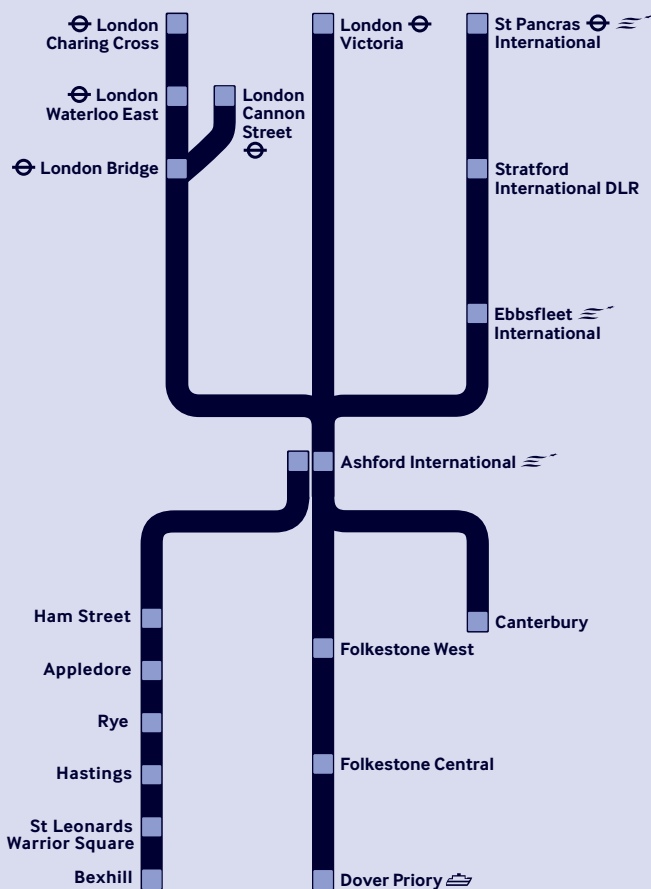 London
Charing Cross
London
Victoria
St Pancras
International
London
Waterloo East
London
Cannon
Street
London Bridge
Stratford
International DLR
Ebbsfleet
International
Ashford International
Ham Street
Canterbury
Folkestone West
Appledore
Rye
Hastings
Folkestone Central
St Leonards
Warrior Square
Bexhill
Dover Priory